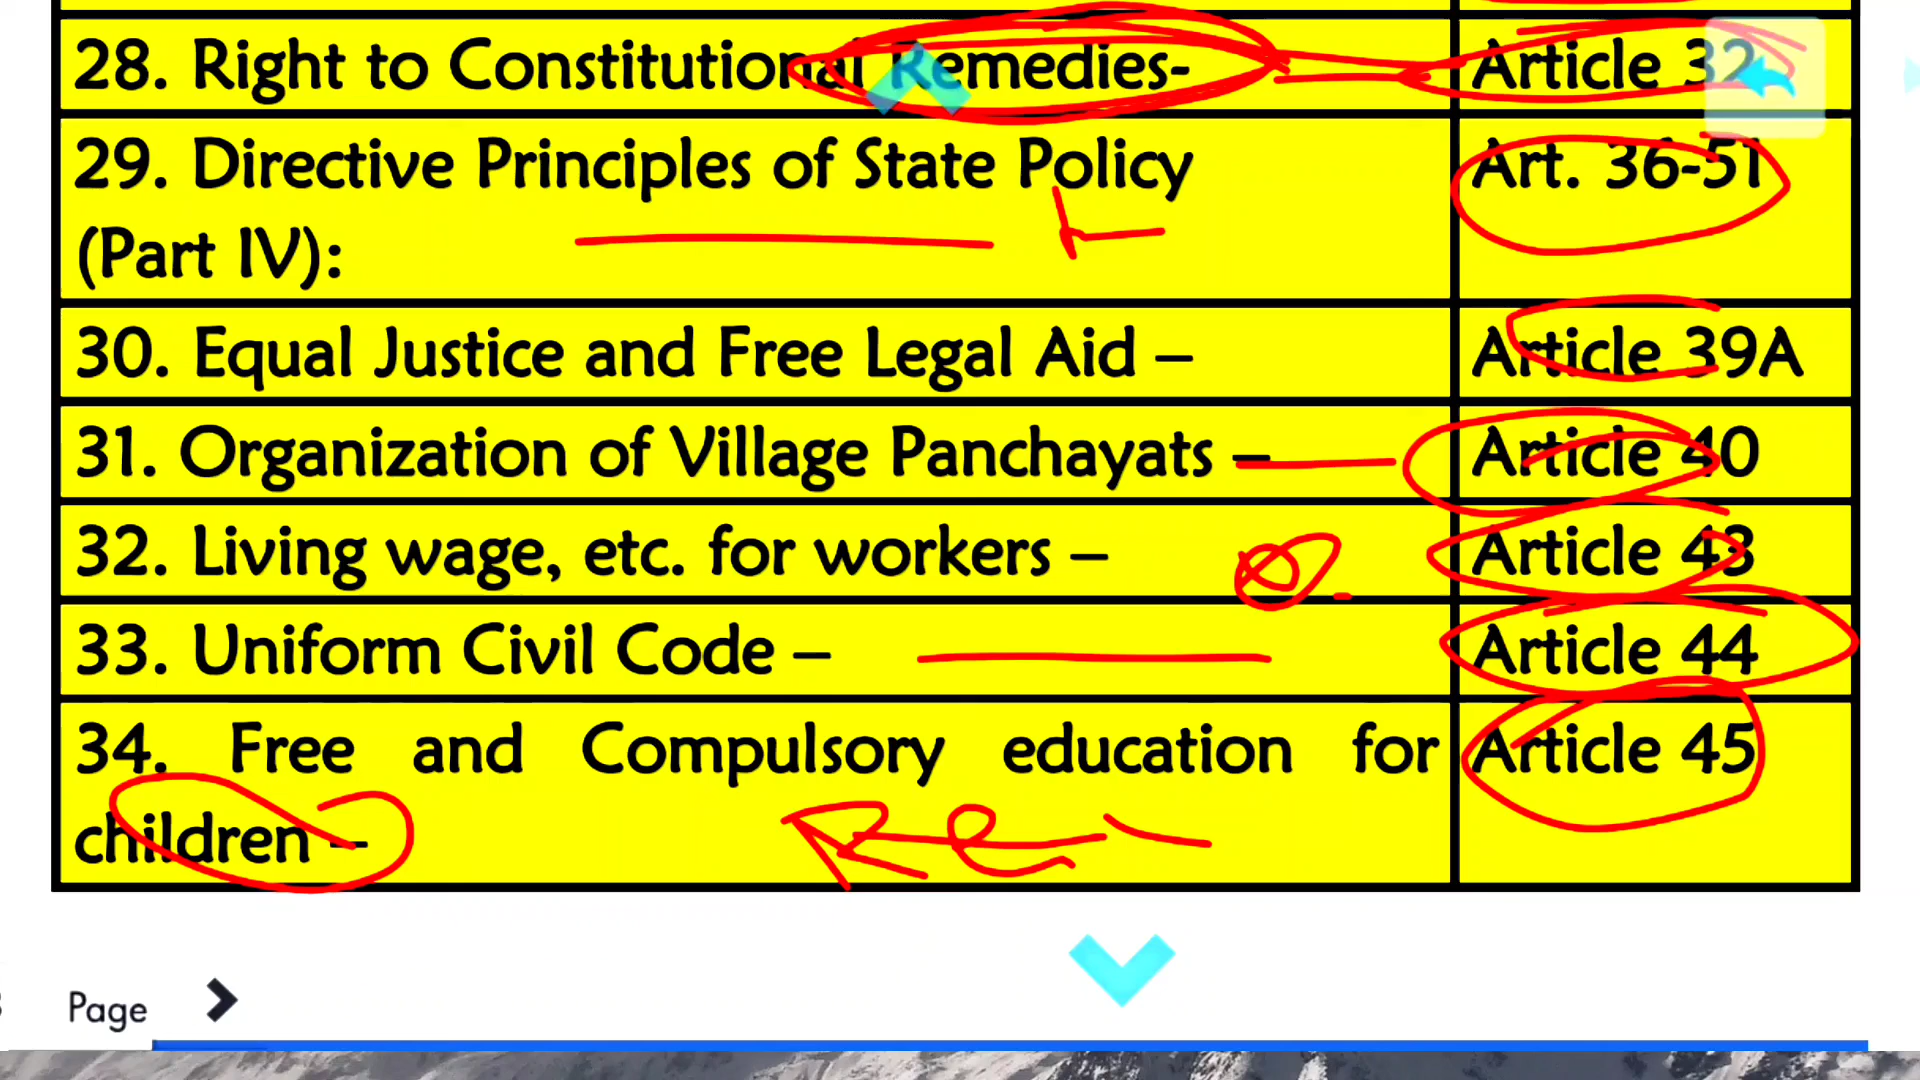 28. Right to Constitutional Remedies- Article 32
29. Directive Principles of State Policy Art. 36-51
(Part IV):
30. Equal Justice and Free Legal Aid – Article 39A
31. Organization of Village Panchayats – Article 40
32. Living wage, etc. for workers – Article 43
33. Uniform Civil Code – Article 44
34. Free and Compulsory education for Article 45
children –
Page